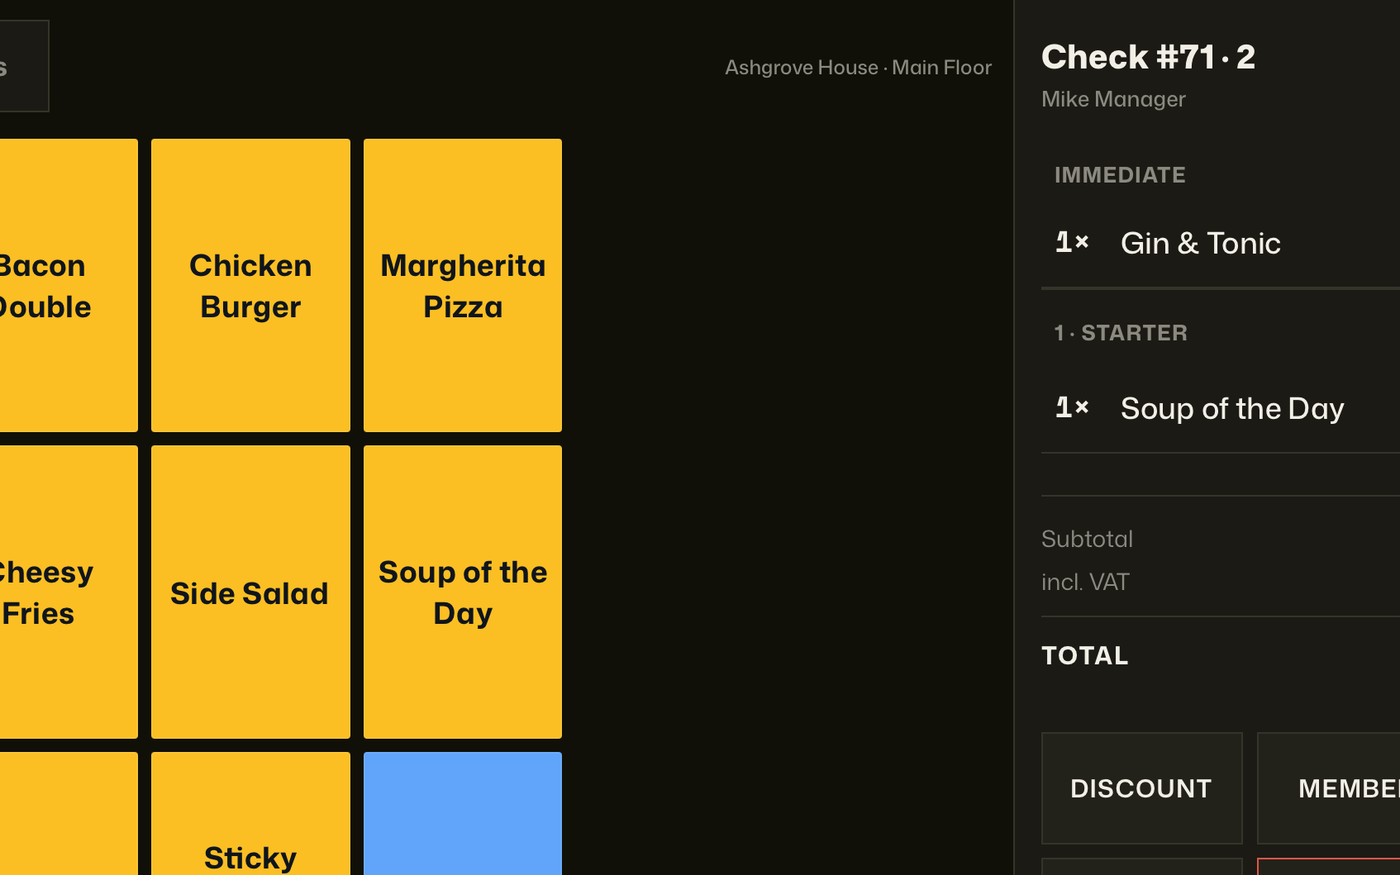 s
Ashgrove House · Main Floor
Bacon
Double
Chicken
Burger
Margherita
Pizza
Cheesy
Fries
Side Salad
Soup of the
Day
Sticky
Check #71 · 2
Mike Manager
IMMEDIATE
1× Gin & Tonic
1 · STARTER
1× Soup of the Day
Subtotal
incl. VAT
TOTAL
DISCOUNT
MEMBE